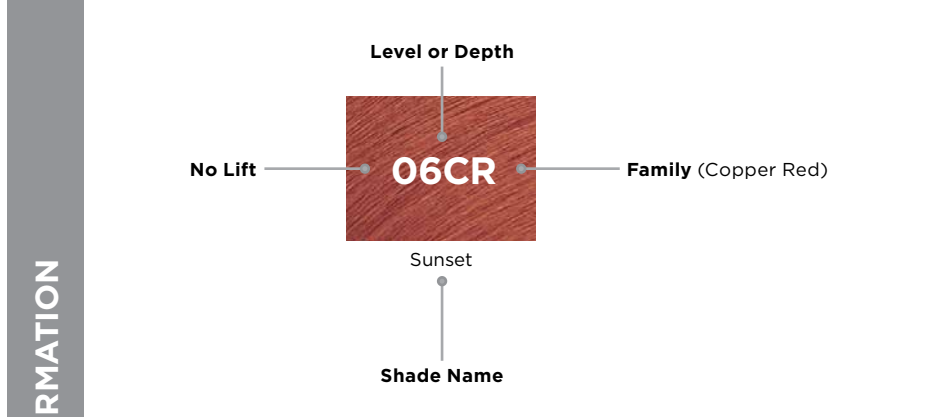 Level or Depth
No Lift
06CR
Family (Copper Red)
Sunset
Shade Name
RMATION